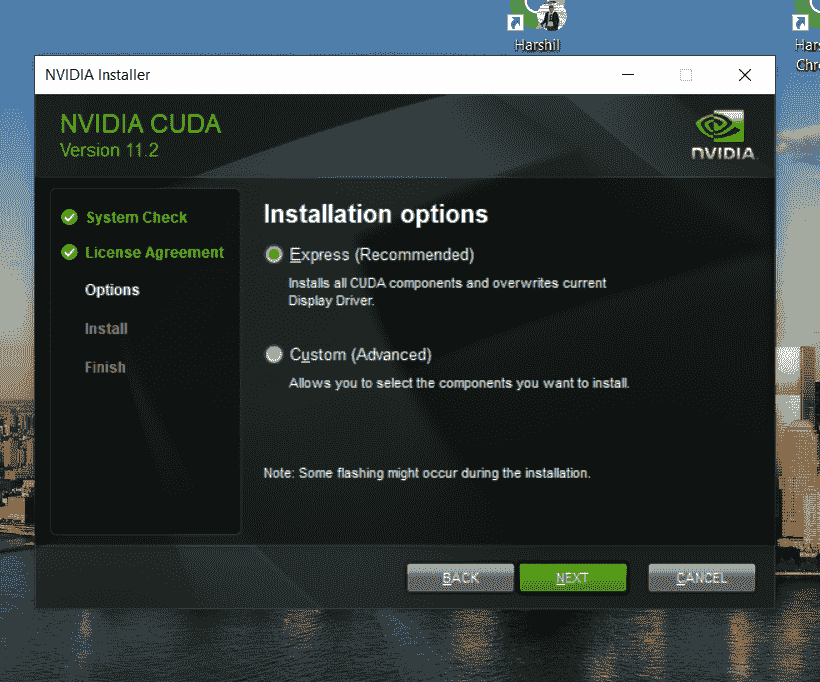 Harshil
Har
Chr
NVIDIA Installer
NVIDIA CUDA
Version 11.2
NVIDIA.
System Check
License Agreement
Options
Install
Finish
Installation options
Express (Recommended)
Installs all CUDA components and overwrites current
Display Driver.
Custom (Advanced)
Allows you to select the components you want to install.
Note: Some flashing might occur during the installation.
BACK
NEXT
CANCEL